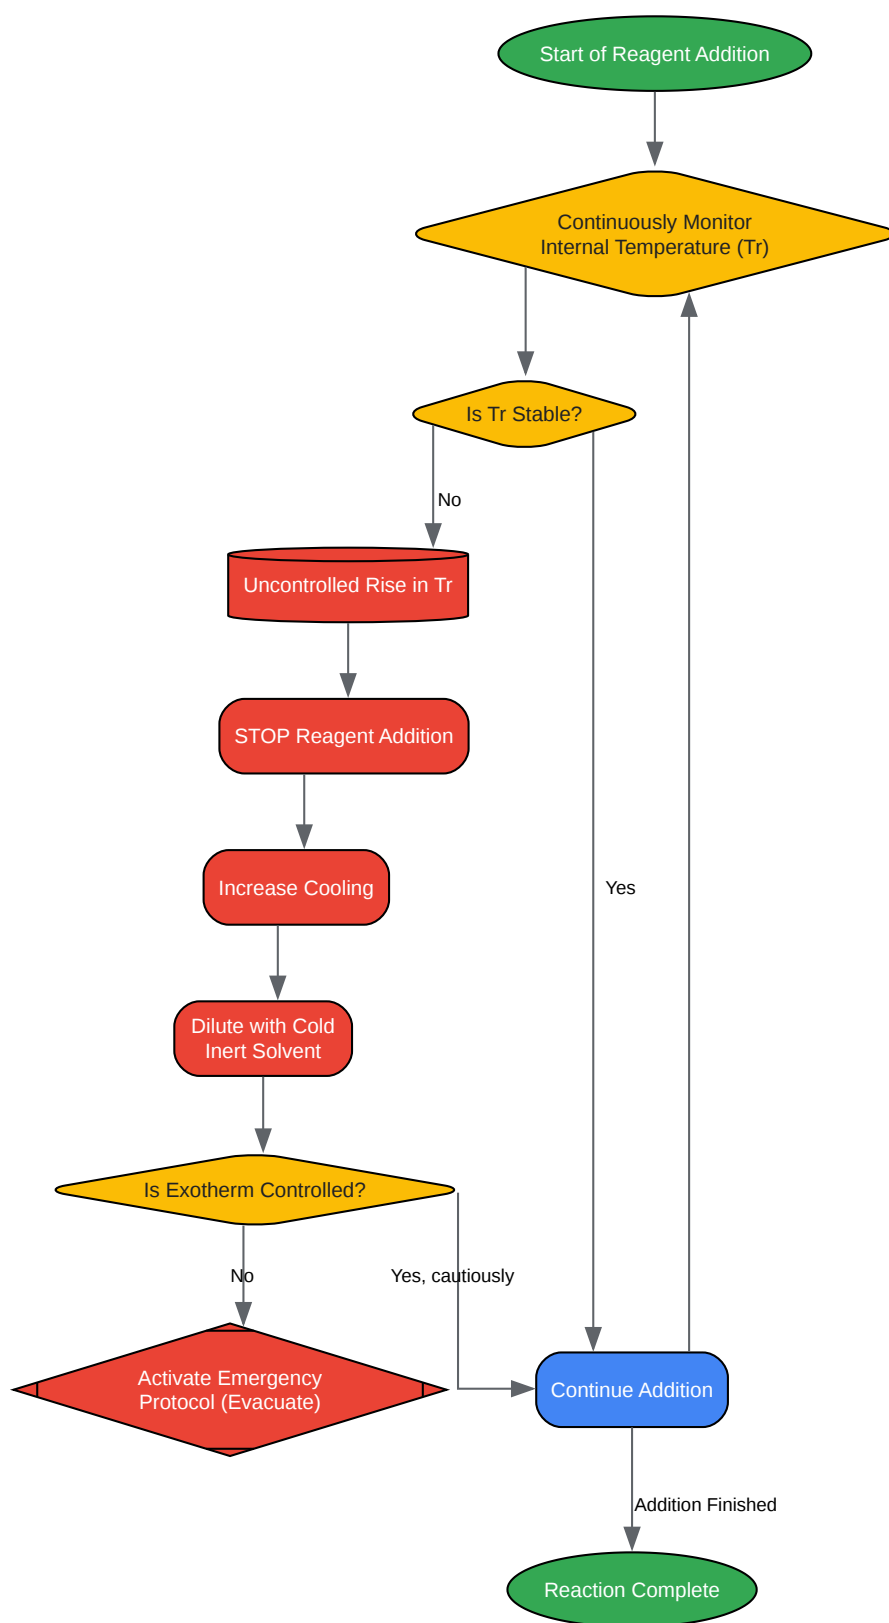 Start of Reagent Addition
Continuously Monitor
Internal Temperature (Tr)
Is Tr Stable?
No
Uncontrolled Rise in Tr
STOP Reagent Addition
Increase Cooling
Yes
Dilute with Cold
Inert Solvent
Is Exotherm Controlled?
No
Yes, cautiously
Activate Emergency
Protocol (Evacuate)
Continue Addition
Addition Finished
Reaction Complete